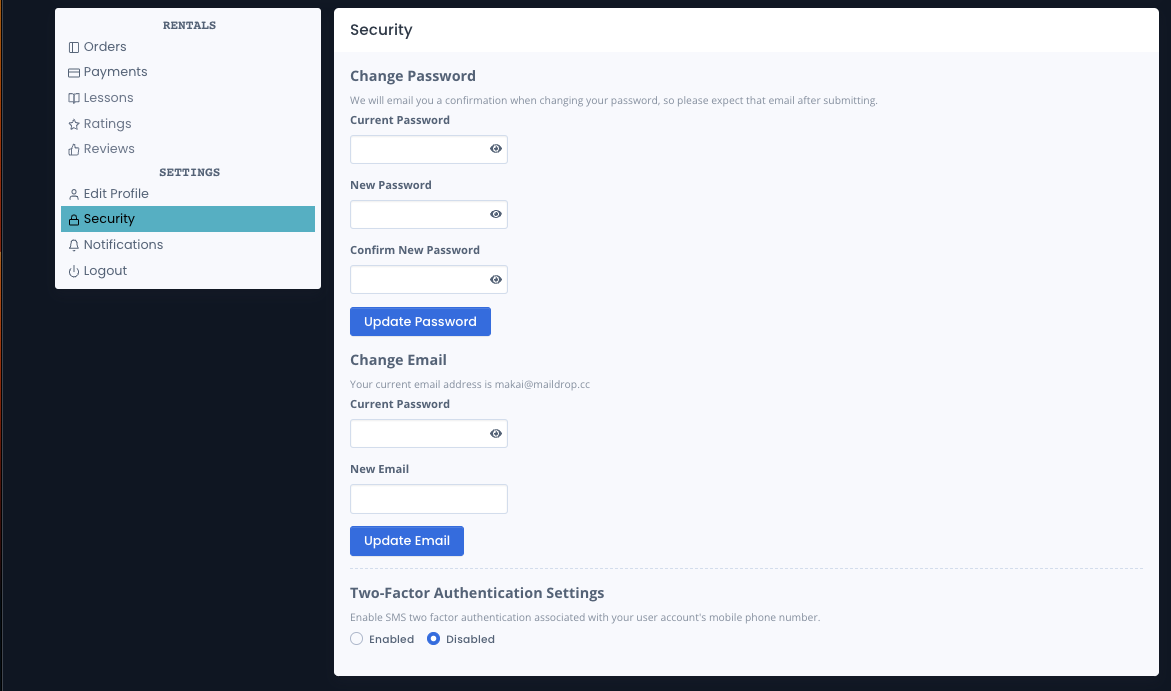 RENTALS
Orders
Payments
Lessons
Ratings
Reviews
SETTINGS
Edit Profile
Security
Notifications
Logout
Security
Change Password
We will email you a confirmation when changing your password, so please expect that email after submitting.
Current Password
New Password
Confirm New Password
Update Password
Change Email
Your current email address is makai@maildrop.cc
Current Password
New Email
Update Email
Two-Factor Authentication Settings
Enable SMS two factor authentication associated with your user account's mobile phone number.
Enabled Disabled